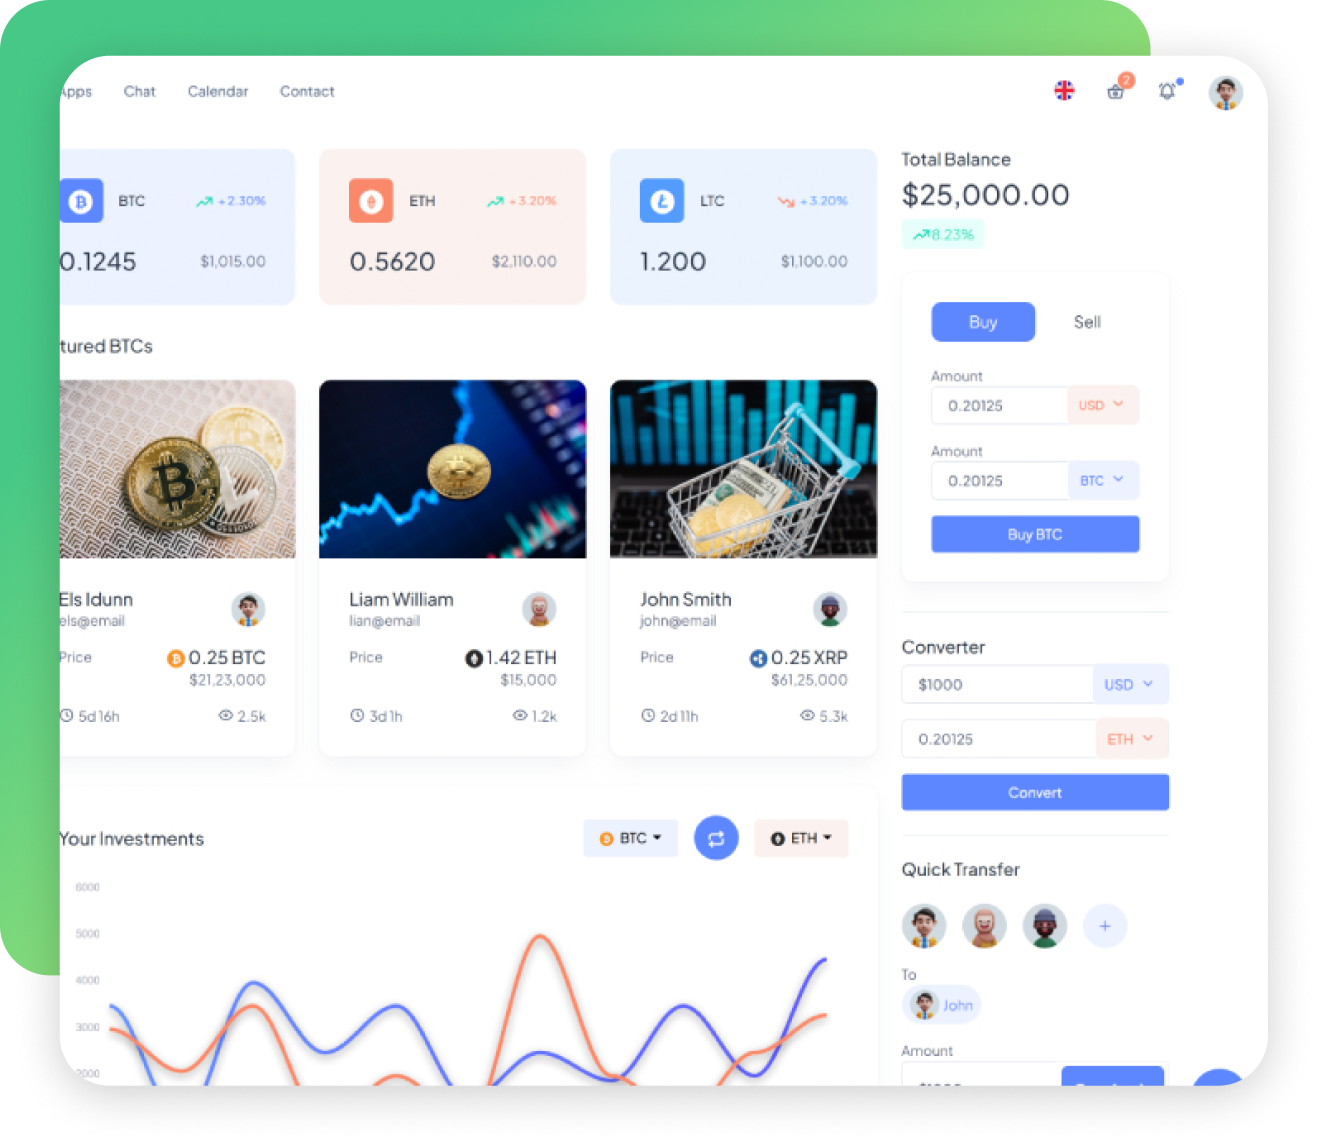 Apps Chat Calendar Contact 2
BTC +2.30%
0.1245 $1,015.00
ETH +3.20%
0.5620 $2,110.00
LTC +3.20%
1.200 $1,100.00
Total Balance
$25,000.00
8.23%
Buy Sell
Amount
0.20125 USD
Amount
0.20125 BTC
Buy BTC
tured BTCs
Els Idunn
els@email
Price 0.25 BTC
$21,23,000
5d 16h 2.5k
Liam William
lian@email
Price 1.42 ETH
$15,000
3d 1h 1.2k
John Smith
john@email
Price 0.25 XRP
$61,25,000
2d 11h 5.3k
Converter
$1000 USD
0.20125 ETH
Convert
Your Investments BTC ETH
6000
5000
4000
3000
2000
Quick Transfer
+
To
John
Amount